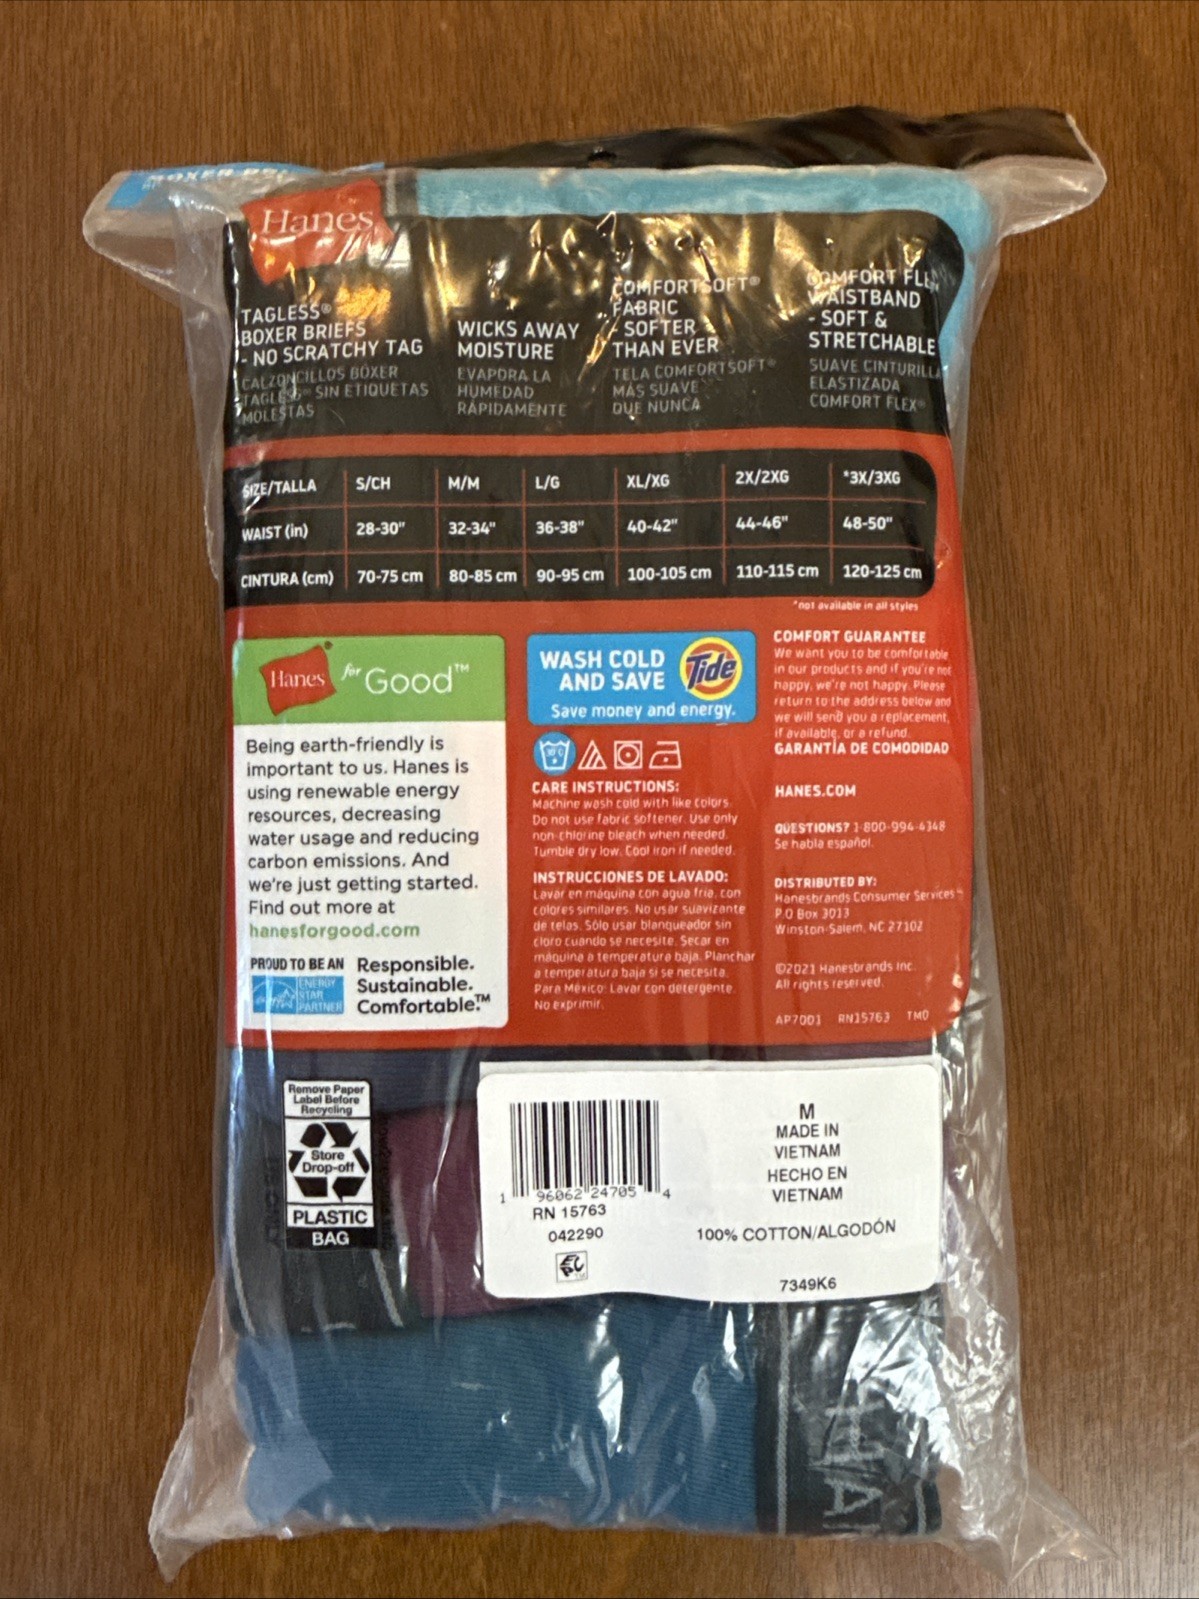 BOXER
Hanes
TAGLESS®
BOXER BRIEFS
- NO SCRATCHY TAG
CALZONCILLOS BÓXER
TAGLESS® SIN ETIQUETAS
MOLESTAS
WICKS AWAY
MOISTURE
EVAPORA LA
HUMEDAD
RÁPIDAMENTE
COMFORTSOFT®
FABRIC
- SOFTER
THAN EVER
TELA COMFORTSOFT®
MÁS SUAVE
QUE NUNCA
COMFORT FLEX
WAISTBAND
- SOFT &
STRETCHABLE
SUAVE CINTURILLA
ELASTIZADA
COMFORT FLEX®
SIZE/TALLA S/CH M/M L/G XL/XG 2X/2XG *3X/3XG
WAIST (in) 28-30" 32-34" 36-38" 40-42" 44-46" 48-50"
CINTURA (cm) 70-75 cm 80-85 cm 90-95 cm 100-105 cm 110-115 cm 120-125 cm
*not available in all styles
Hanes® for Good™
Being earth-friendly is
important to us. Hanes is
using renewable energy
resources, decreasing
water usage and reducing
carbon emissions. And
we're just getting started.
Find out more at
hanesforgood.com
PROUD TO BE AN
ENERGY
STAR
PARTNER
Responsible.
Sustainable.
Comfortable.™
WASH COLD
AND SAVE
Tide
Save money and energy.
30°C
CARE INSTRUCTIONS:
Machine wash cold with like colors.
Do not use fabric softener. Use only
non-chlorine bleach when needed.
Tumble dry low. Cool iron if needed.
INSTRUCCIONES DE LAVADO:
Lavar en máquina con agua fría, con
colores similares. No usar suavizante
de telas. Sólo usar blanqueador sin
cloro cuando se necesite. Secar en
máquina a temperatura baja. Planchar
a temperatura baja si se necesita.
Para México: Lavar con detergente.
No exprimir.
COMFORT GUARANTEE
We want you to be comfortable
in our products and if you're not
happy, we're not happy. Please
return to the address below and
we will send you a replacement,
if available, or a refund.
GARANTÍA DE COMODIDAD
HANES.COM
QUESTIONS? 1-800-994-4348
Se habla español.
DISTRIBUTED BY:
Hanesbrands Consumer Services
P.O Box 3013
Winston-Salem, NC 27102
©2021 Hanesbrands Inc.
All rights reserved.
AP7001 RN15763 TMO
Remove Paper
Label Before
Recycling
Store
Drop-off
PLASTIC
BAG
1 96062 24705 4
RN 15763
042290
EPC
TM
M
MADE IN
VIETNAM
HECHO EN
VIETNAM
100% COTTON/ALGODÓN
7349K6
HA